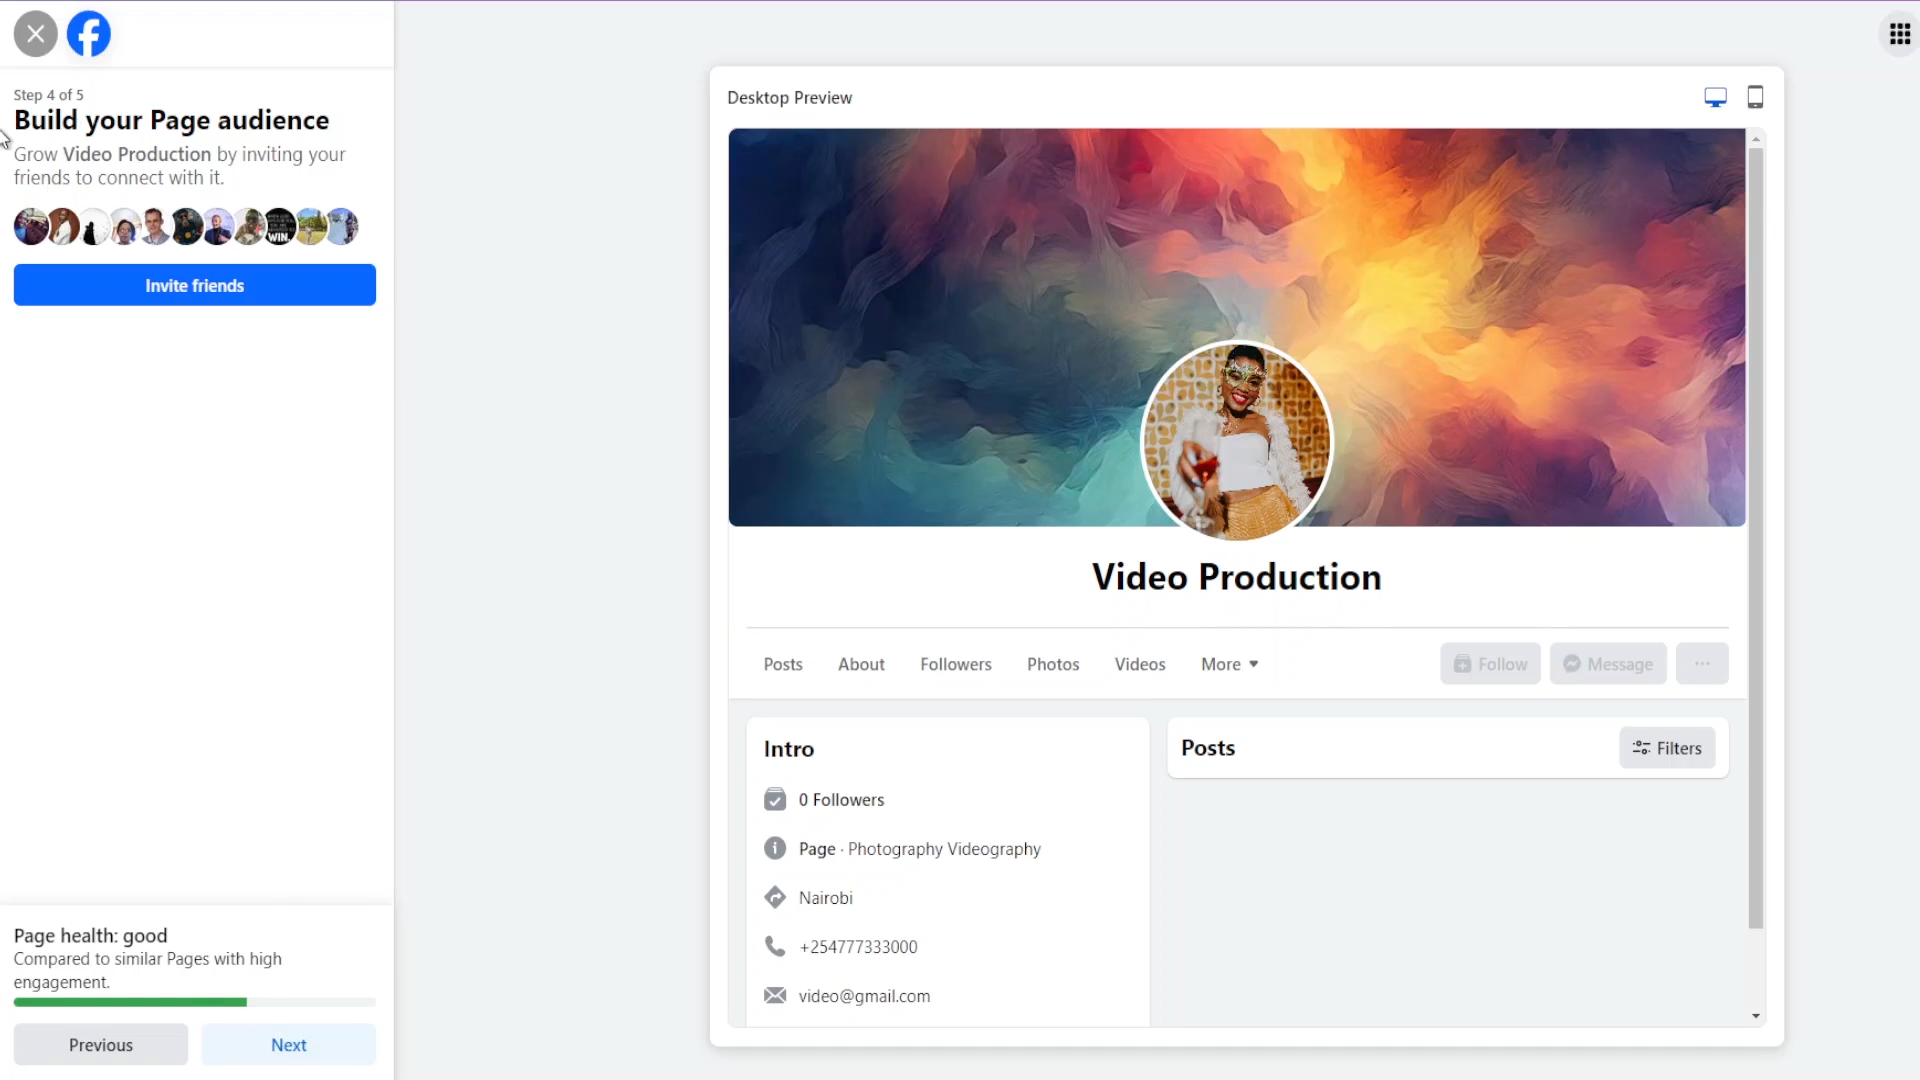 Step 4 of 5
Build your Page audience
Grow Video Production by inviting your
friends to connect with it.
WIN.
Invite friends
Page health: good
Compared to similar Pages with high
engagement.
Previous
Next
Desktop Preview
Video Production
Posts
About
Followers
Photos
Videos
More
Follow
Message
Intro
0 Followers
Page · Photography Videography
Nairobi
+254777333000
video@gmail.com
Posts
Filters